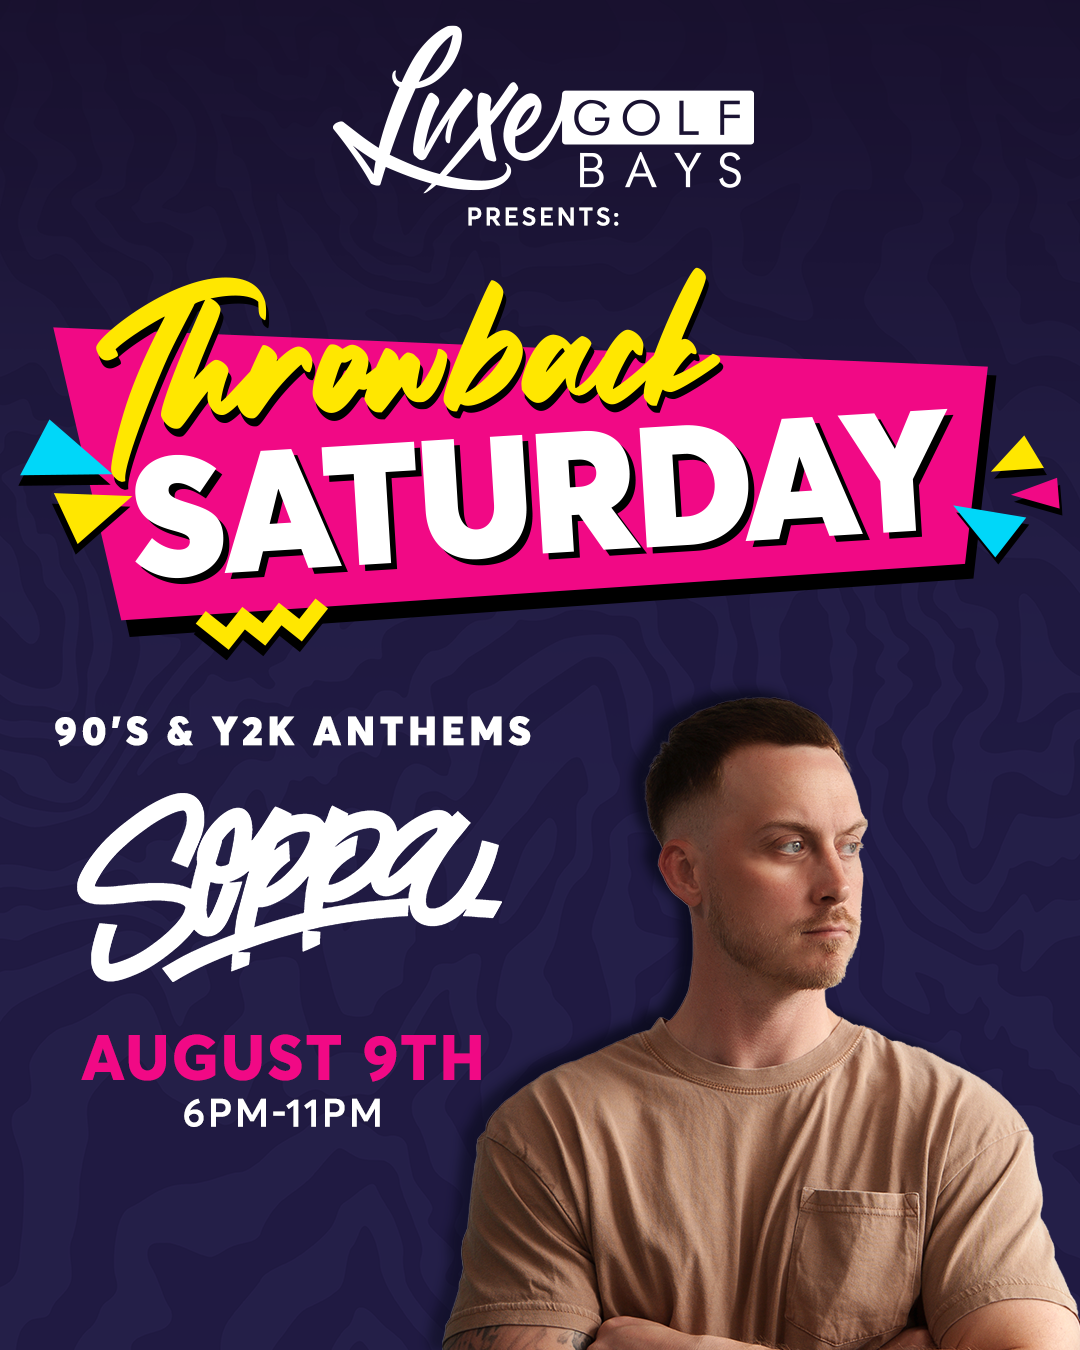 Luxe GOLF
BAYS
PRESENTS:
Throwback
SATURDAY
90'S & Y2K ANTHEMS
Soppa
AUGUST 9TH
6PM-11PM